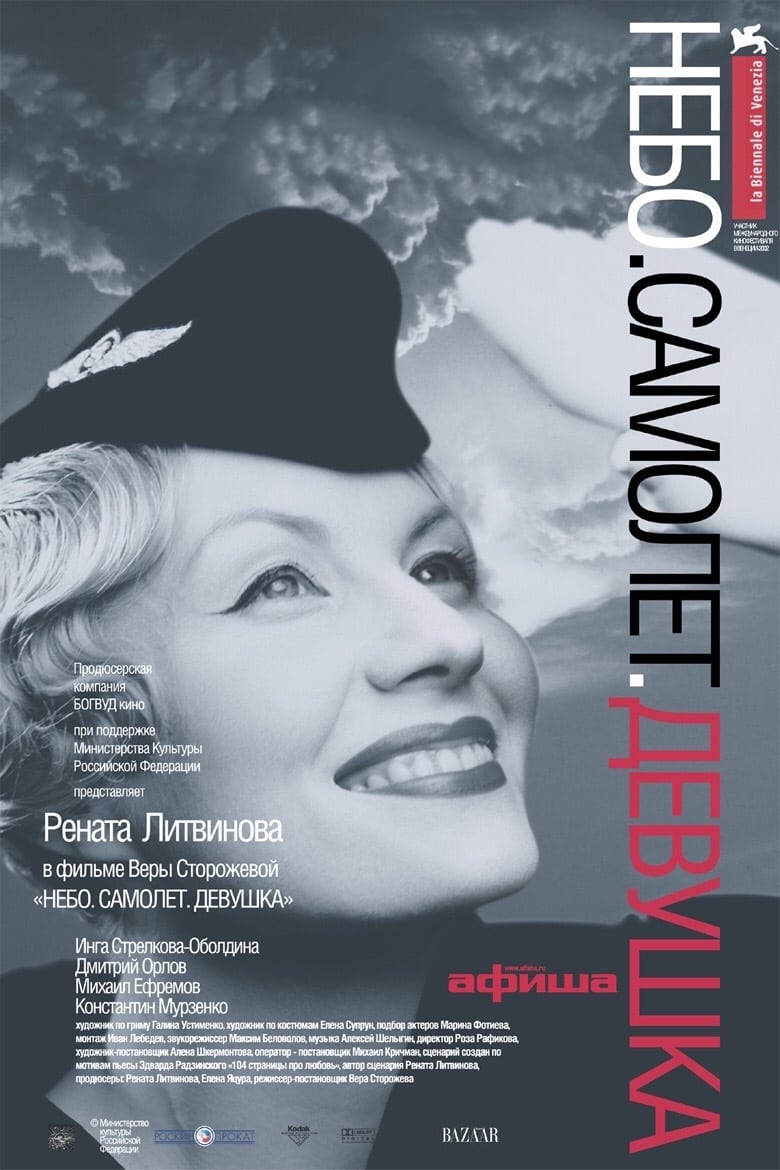 НЕБО.САМОЛЕТ.ДЕВУШКА
la Biennale di Venezia
УЧАСТНИК
МЕЖДУНАРОДНОГО
КИНОФЕСТИВАЛЯ
В ВЕНЕЦИИ-2002
Продюсерская
компания
БОГВУД кино
при поддержке
Министерства Культуры
Российской Федерации
представляет
Рената Литвинова
в фильме Веры Сторожевой
«НЕБО. САМОЛЕТ. ДЕВУШКА»
Инга Стрелкова-Оболдина
Дмитрий Орлов
Михаил Ефремов
Константин Мурзенко
www.afisha.ru
афиша
художник по гриму Галина Устименко, художник по костюмам Елена Супрун, подбор актеров Марина Фотиева,
монтаж Иван Лебедев, звукорежиссер Максим Беловолов, музыка Алексей Шелыгин, директор Роза Рафикова,
художник-постановщик Алена Шкермонтова, оператор - постановщик Михаил Кричман, сценарий создан по
мотивам пьесы Эдварда Радзинского «104 страницы про любовь», автор сценария Рената Литвинова,
продюсеры: Рената Литвинова, Елена Яцура, режиссер-постановщик Вера Сторожева
© Министерство
культуры
Российской
Федерации
РОСКИНОПРОКАТ
Kodak
DOLBY
DIGITAL
BAZAAR